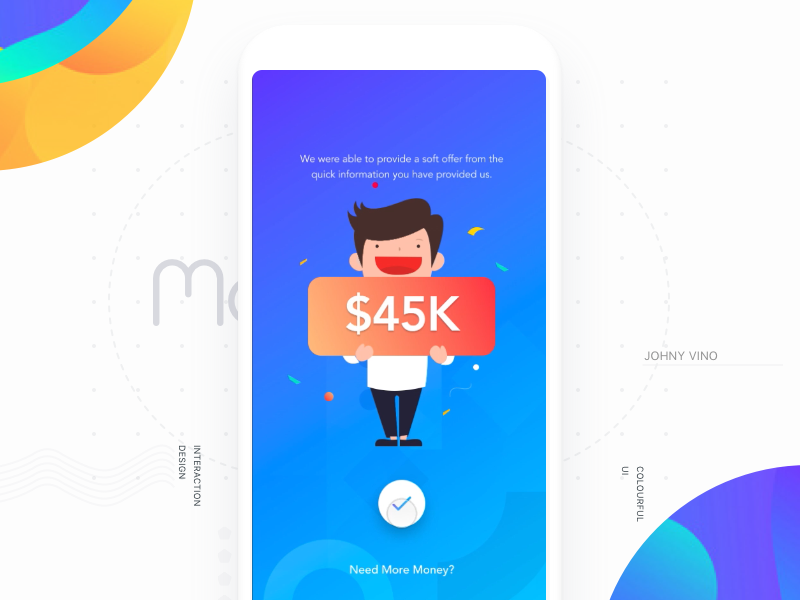 We were able to provide a soft offer from the
quick information you have provided us.
$45K
JOHNY VINO
INTERACTION
DESIGN
COLOURFUL
UI
Need More Money?